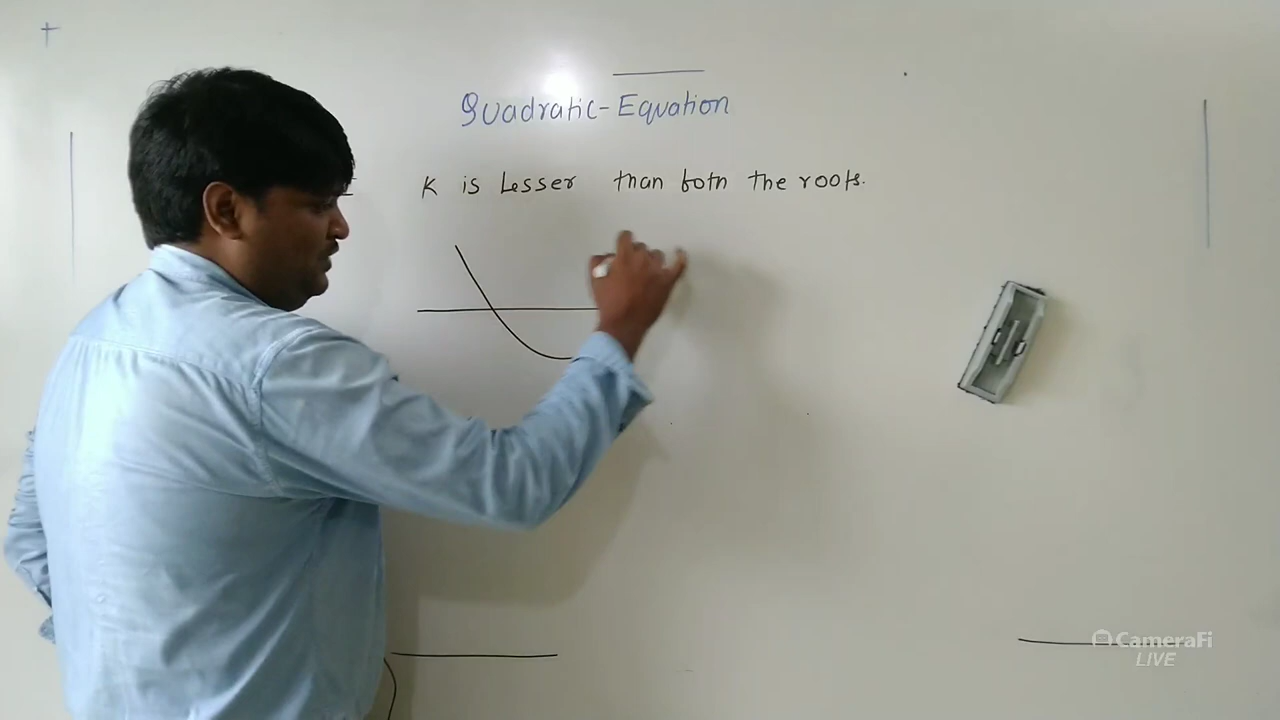 Quadratic-Equation
K is Lesser than both the roots.
CameraFi
LIVE